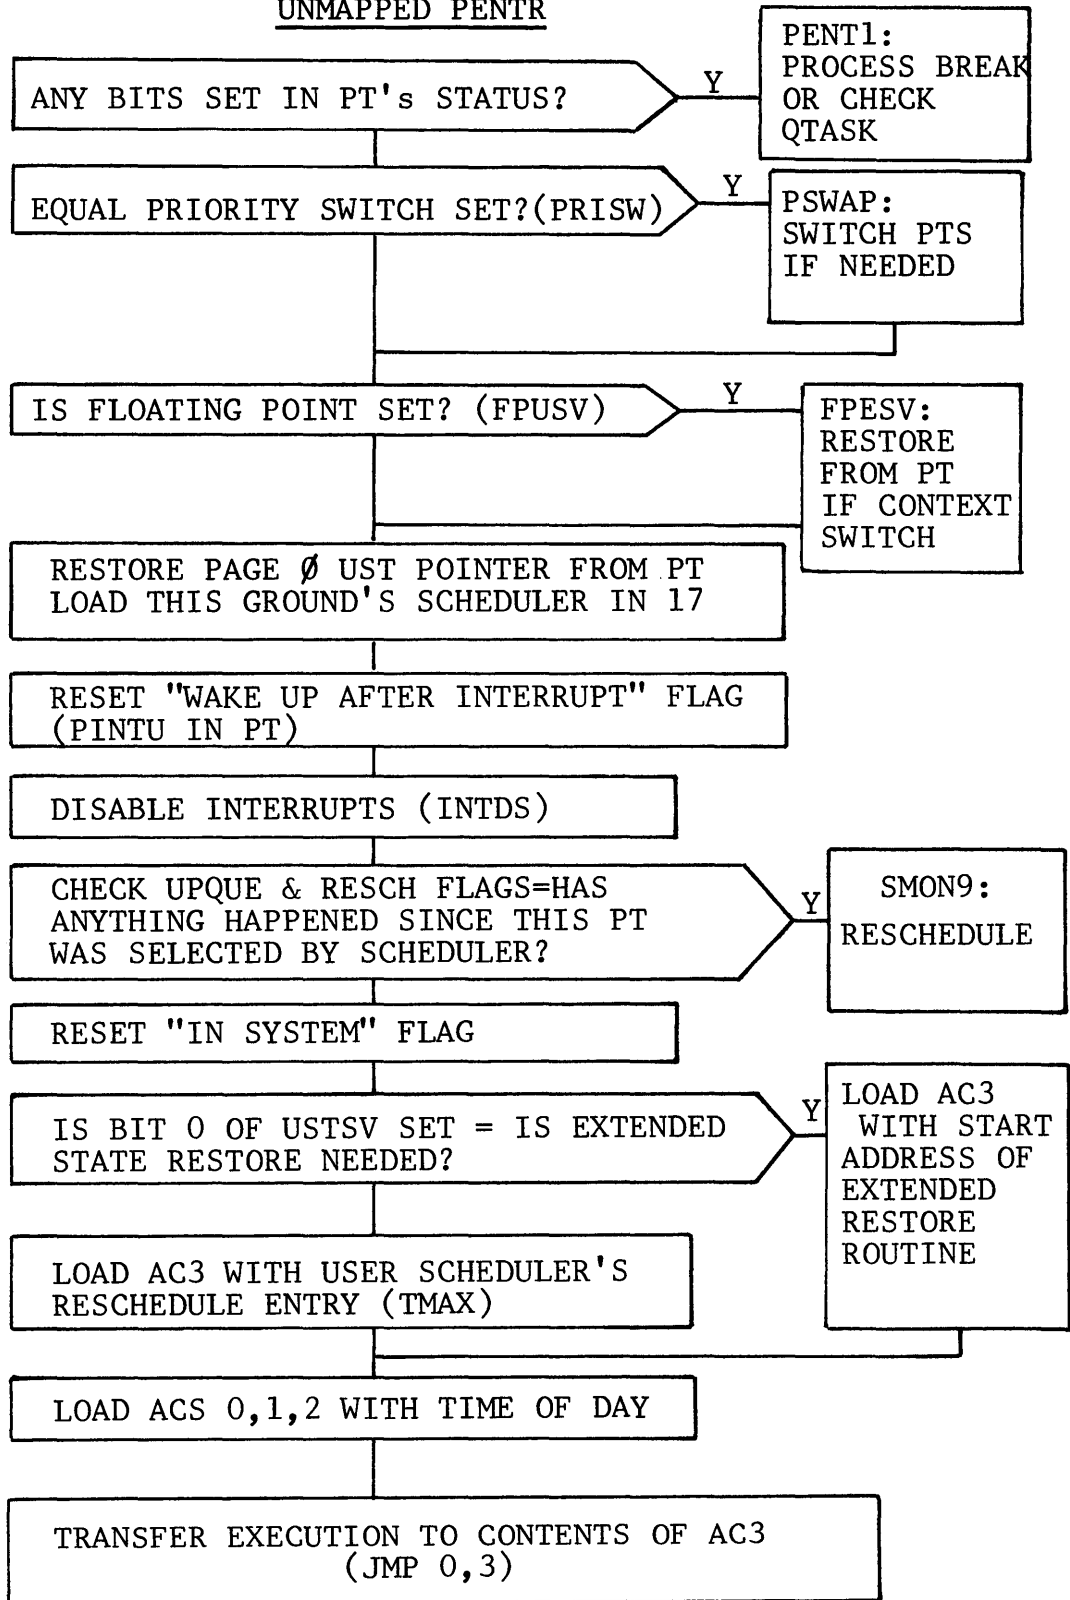 UNMAPPED PENTR
ANY BITS SET IN PT's STATUS?
Y
PENT1:
PROCESS BREAK
OR CHECK
QTASK
EQUAL PRIORITY SWITCH SET?(PRISW)
Y
PSWAP:
SWITCH PTS
IF NEEDED
IS FLOATING POINT SET? (FPUSV)
Y
FPESV:
RESTORE
FROM PT
IF CONTEXT
SWITCH
RESTORE PAGE Ø UST POINTER FROM PT
LOAD THIS GROUND'S SCHEDULER IN 17
RESET "WAKE UP AFTER INTERRUPT" FLAG
(PINTU IN PT)
DISABLE INTERRUPTS (INTDS)
CHECK UPQUE & RESCH FLAGS=HAS
ANYTHING HAPPENED SINCE THIS PT
WAS SELECTED BY SCHEDULER?
Y
SMON9:
RESCHEDULE
RESET "IN SYSTEM" FLAG
IS BIT 0 OF USTSV SET = IS EXTENDED
STATE RESTORE NEEDED?
Y
LOAD AC3
WITH START
ADDRESS OF
EXTENDED
RESTORE
ROUTINE
LOAD AC3 WITH USER SCHEDULER'S
RESCHEDULE ENTRY (TMAX)
LOAD ACS 0,1,2 WITH TIME OF DAY
TRANSFER EXECUTION TO CONTENTS OF AC3
(JMP 0,3)